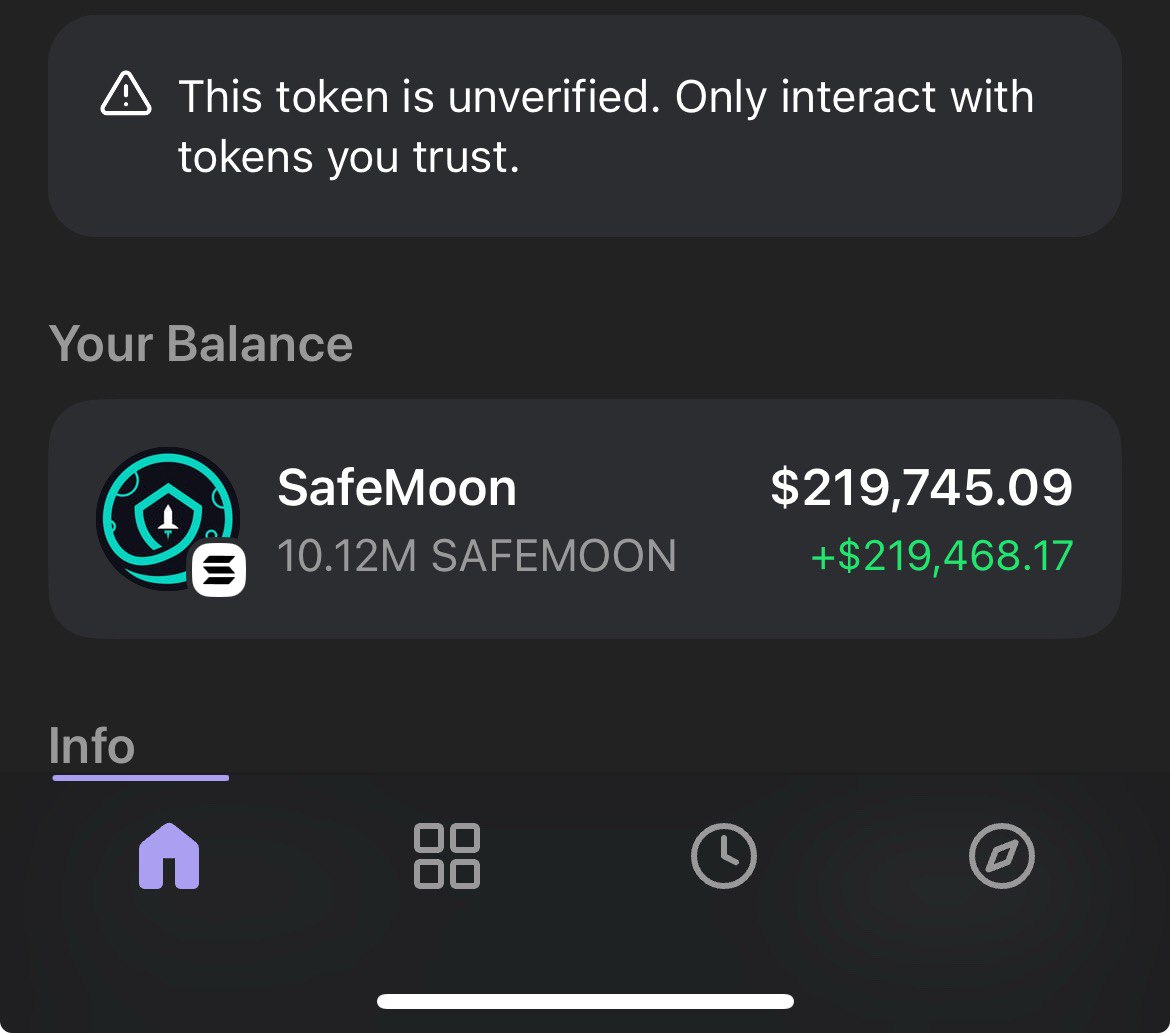 This token is unverified. Only interact with
tokens you trust.
Your Balance
SafeMoon
$219,745.09
10.12M SAFEMOON
+$219,468.17
Info